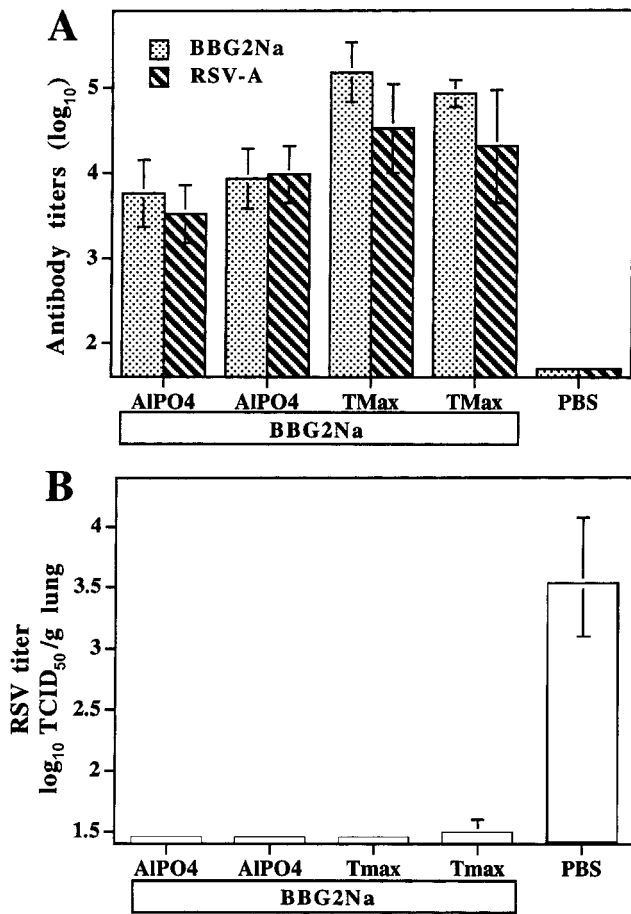 A
BBG2Na
RSV-A
Antibody titers (log10)
5
4
3
2
AlPO4 AlPO4 TMax TMax PBS
BBG2Na
B
RSV titer
log10 TCID50/g lung
4
3.5
3
2.5
2
1.5
AlPO4 AlPO4 Tmax Tmax PBS
BBG2Na